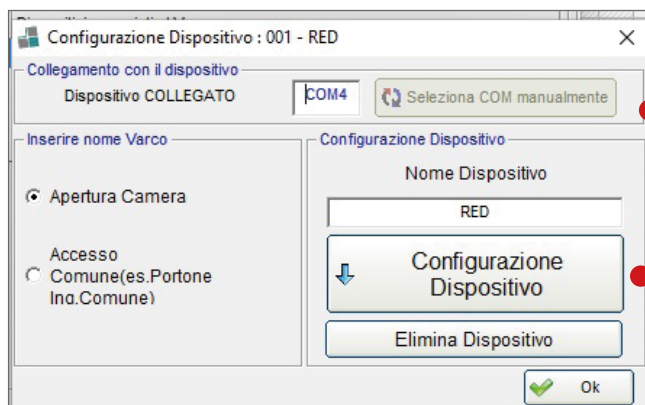 Configurazione Dispositivo : 001 - RED
Collegamento con il dispositivo
Dispositivo COLLEGATO
COM4
Seleziona COM manualmente
Inserire nome Varco
Apertura Camera
Accesso
Comune(es.Portone
Ing.Comune)
Configurazione Dispositivo
Nome Dispositivo
RED
Configurazione
Dispositivo
Elimina Dispositivo
Ok